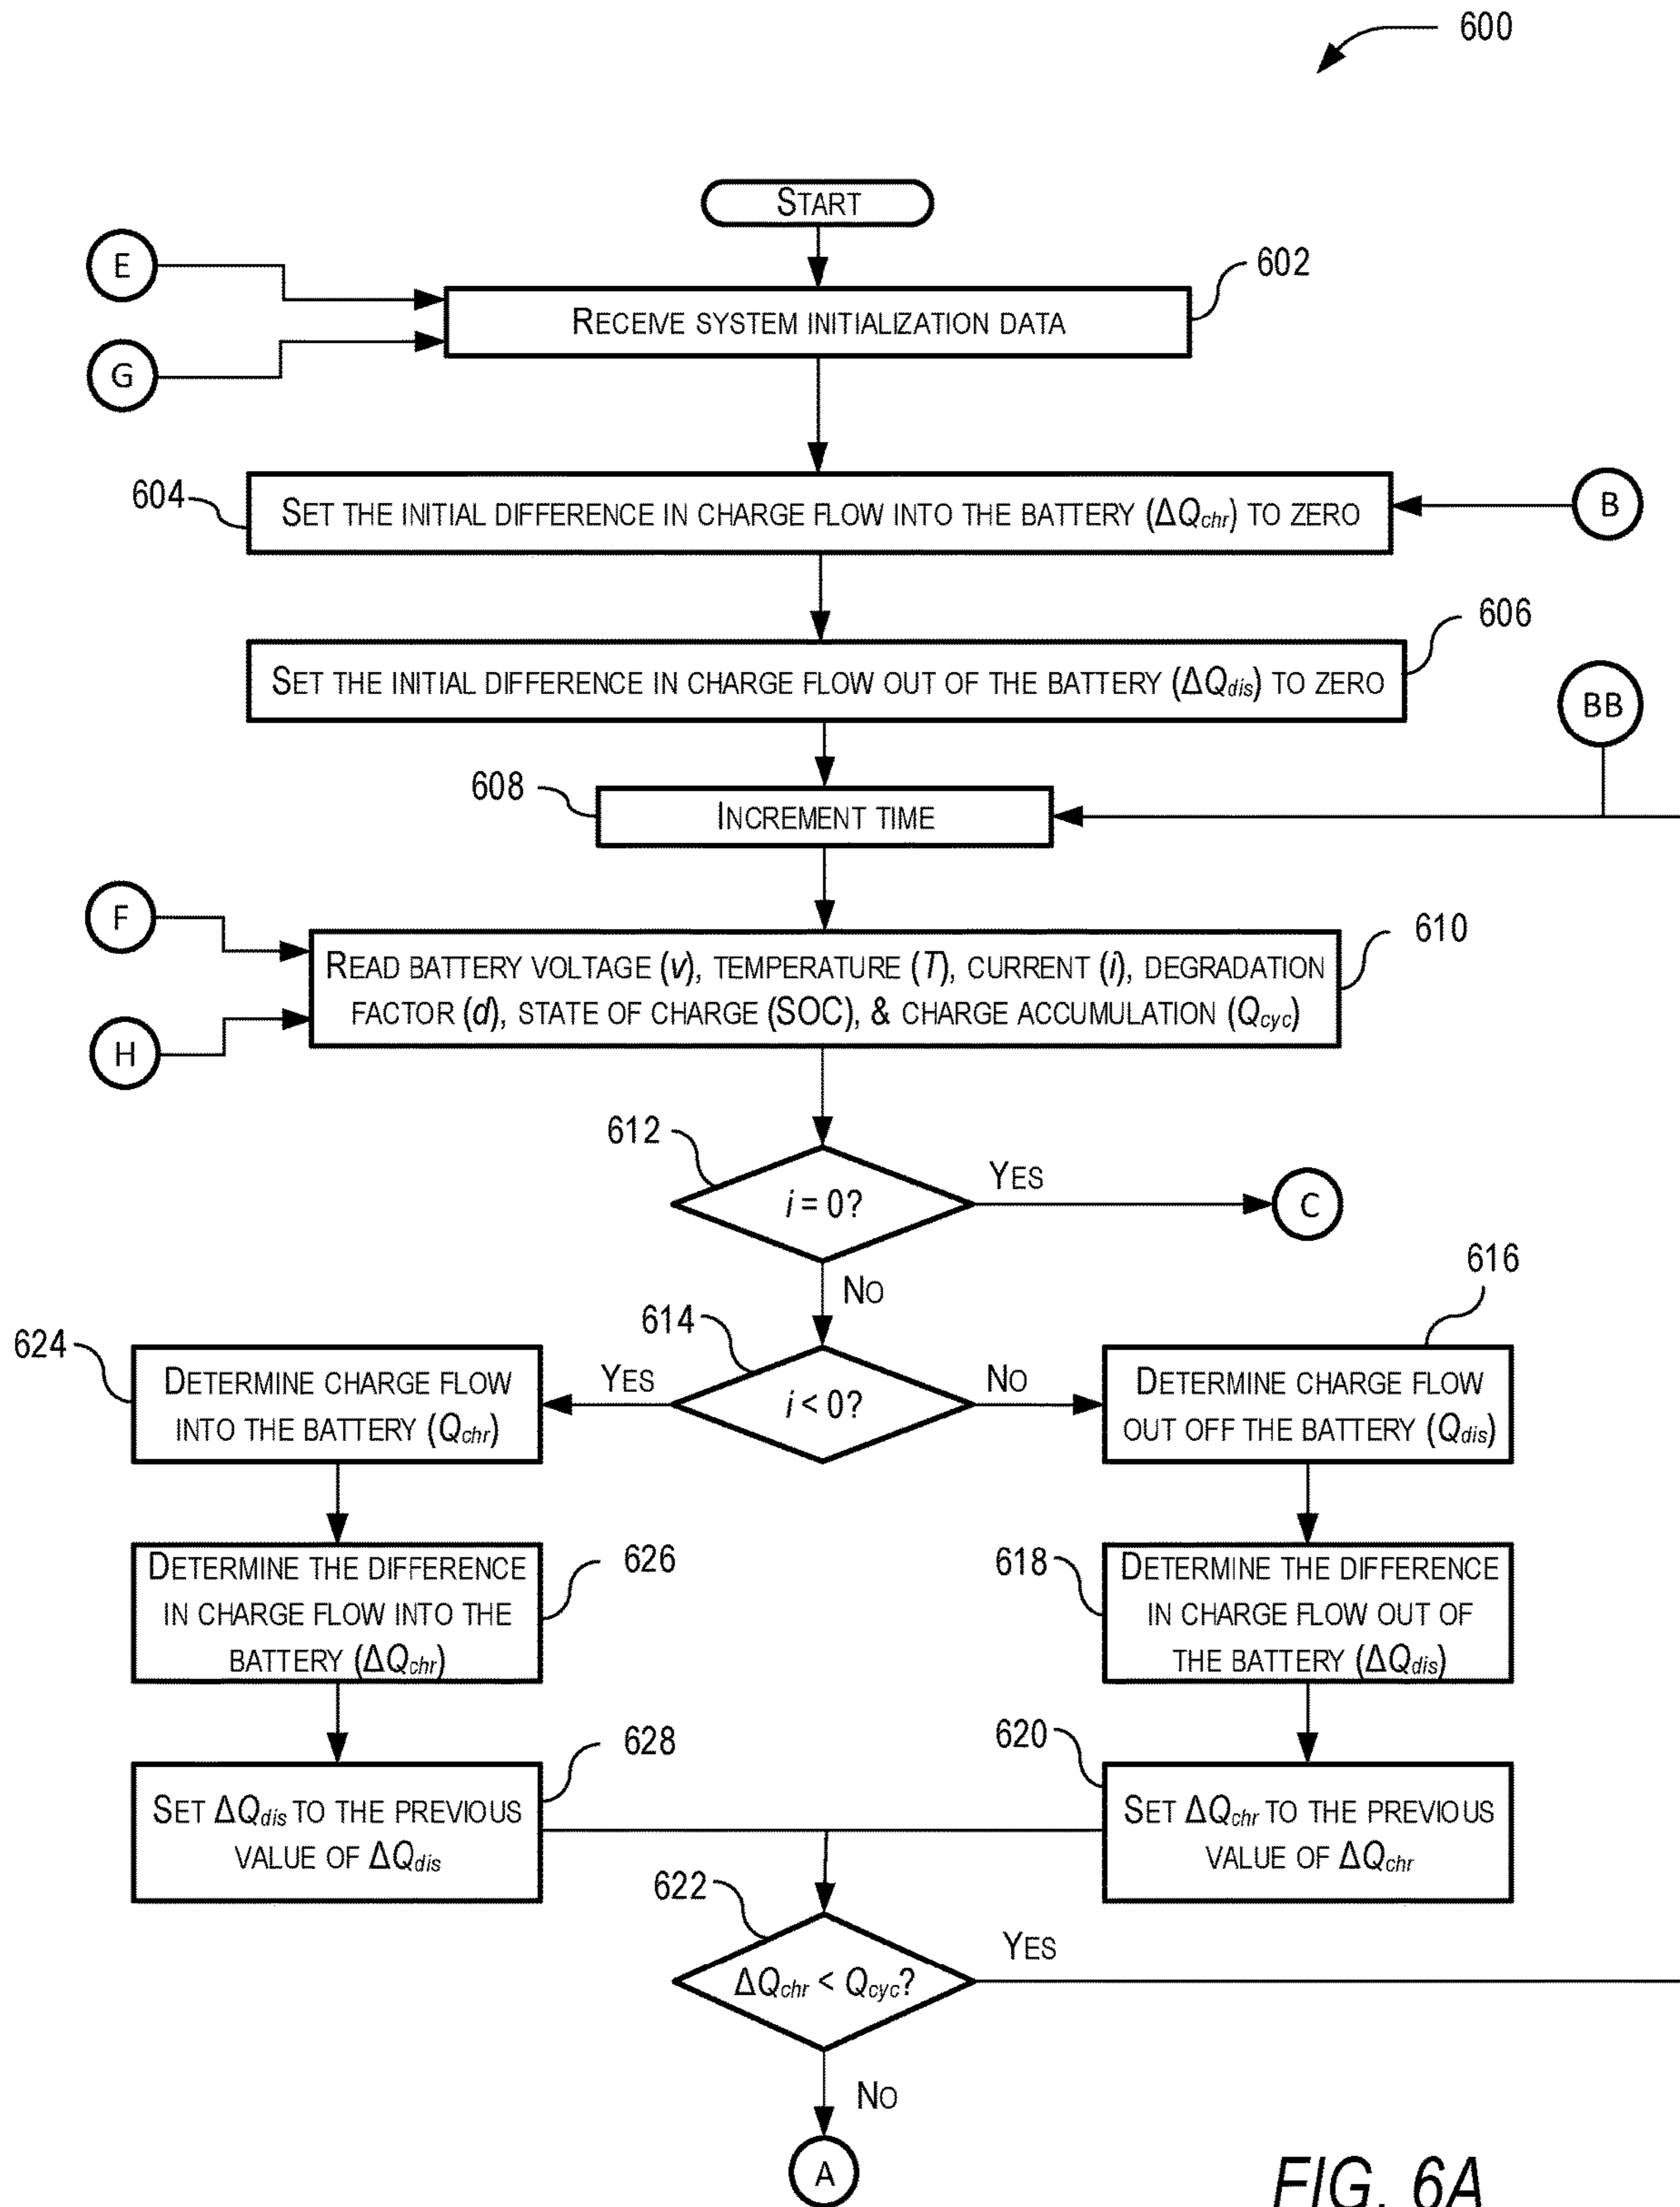 600
START
E
602
RECEIVE SYSTEM INITIALIZATION DATA
G
604
SET THE INITIAL DIFFERENCE IN CHARGE FLOW INTO THE BATTERY (ΔQchr) TO ZERO
B
606
SET THE INITIAL DIFFERENCE IN CHARGE FLOW OUT OF THE BATTERY (ΔQdis) TO ZERO
BB
608
INCREMENT TIME
F
610
READ BATTERY VOLTAGE (v), TEMPERATURE (T), CURRENT (i), DEGRADATION
FACTOR (d), STATE OF CHARGE (SOC), & CHARGE ACCUMULATION (Qcyc)
H
612
i = 0?
YES
C
NO
614
i < 0?
YES
NO
616
DETERMINE CHARGE FLOW
OUT OFF THE BATTERY (Qdis)
624
DETERMINE CHARGE FLOW
INTO THE BATTERY (Qchr)
626
DETERMINE THE DIFFERENCE
IN CHARGE FLOW INTO THE
BATTERY (ΔQchr)
618
DETERMINE THE DIFFERENCE
IN CHARGE FLOW OUT OF
THE BATTERY (ΔQdis)
628
SET ΔQdis TO THE PREVIOUS
VALUE OF ΔQdis
620
SET ΔQchr TO THE PREVIOUS
VALUE OF ΔQchr
622
ΔQchr < Qcyc?
YES
NO
A
FIG. 6A